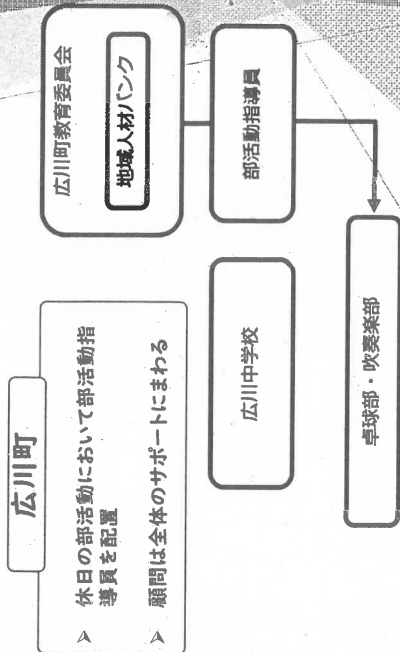 広川町
➢ 休日の部活動において部活動指
導員を配置
➢ 顧問は全体のサポートにまわる
広川町教育委員会
地域人材バンク
広川中学校
部活動指導員
卓球部・吹奏楽部